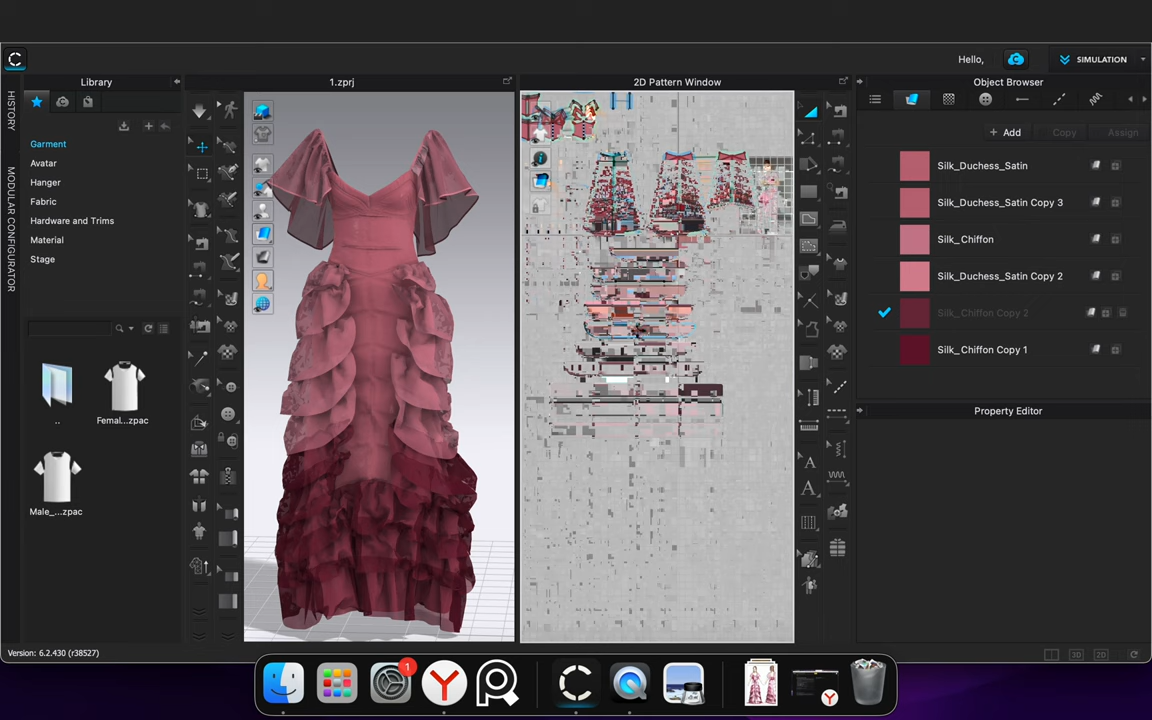 Hello,
SIMULATION
Library
1.zprj
2D Pattern Window
Object Browser
HISTORY
MODULAR CONFIGURATOR
Garment
Avatar
Hanger
Fabric
Hardware and Trims
Material
Stage
..
Femal...zpac
Male_...zpac
+ Add
Copy
Assign
Silk_Duchess_Satin
Silk_Duchess_Satin Copy 3
Silk_Chiffon
Silk_Duchess_Satin Copy 2
Silk_Chiffon Copy 2
Silk_Chiffon Copy 1
Property Editor
A
A
Version: 6.2.430 (r38527)
3D
2D
1